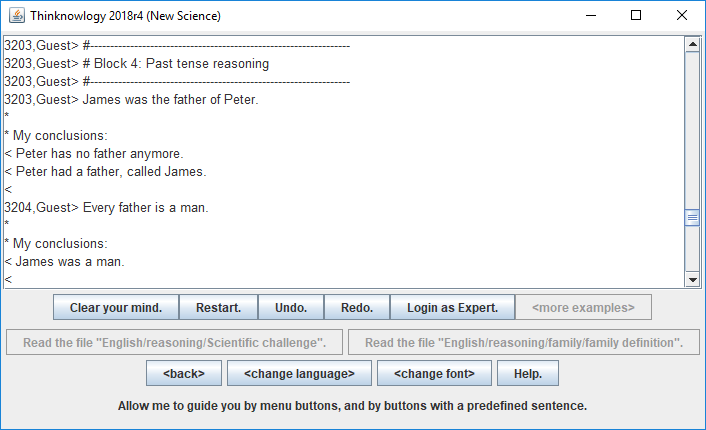 Thinknowlogy 2018r4 (New Science)
3203,Guest> #-----------------------------------------------------------------
3203,Guest> # Block 4: Past tense reasoning
3203,Guest> #-----------------------------------------------------------------
3203,Guest> James was the father of Peter.
*
* My conclusions:
< Peter has no father anymore.
< Peter had a father, called James.
<
3204,Guest> Every father is a man.
*
* My conclusions:
< James was a man.
<
Clear your mind. Restart. Undo. Redo. Login as Expert. <more examples>
Read the file "English/reasoning/Scientific challenge". Read the file "English/reasoning/family/family definition".
<back> <change language> <change font> Help.
Allow me to guide you by menu buttons, and by buttons with a predefined sentence.